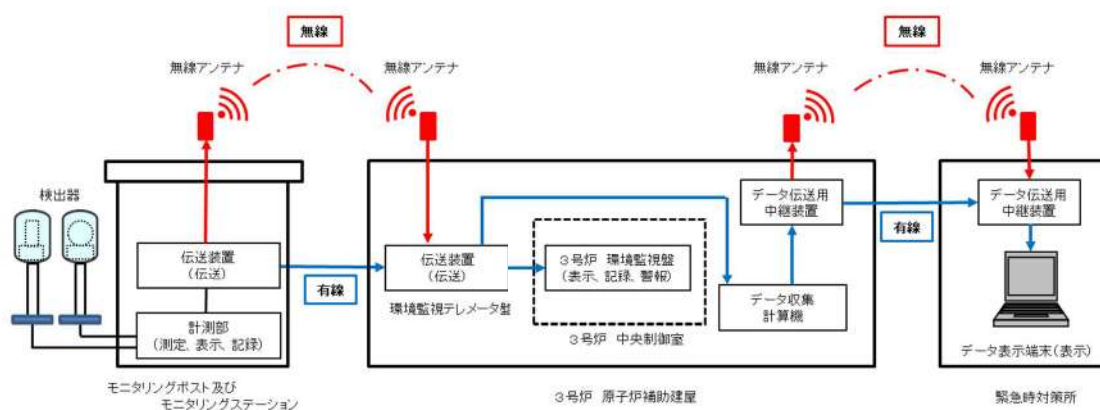 無線
無線
無線アンテナ
無線アンテナ
無線アンテナ
無線アンテナ
検出器
伝送装置
(伝送)
計測部
(測定、表示、記録)
有線
伝送装置
(伝送)
環境監視テレメータ盤
3号炉 環境監視盤
(表示、記録、警報)
3号炉 中央制御室
データ伝送用
中継装置
データ収集
計算機
有線
データ伝送用
中継装置
データ表示端末(表示)
モニタリングポスト及び
モニタリングステーション
3号炉 原子炉補助建屋
緊急時対策所